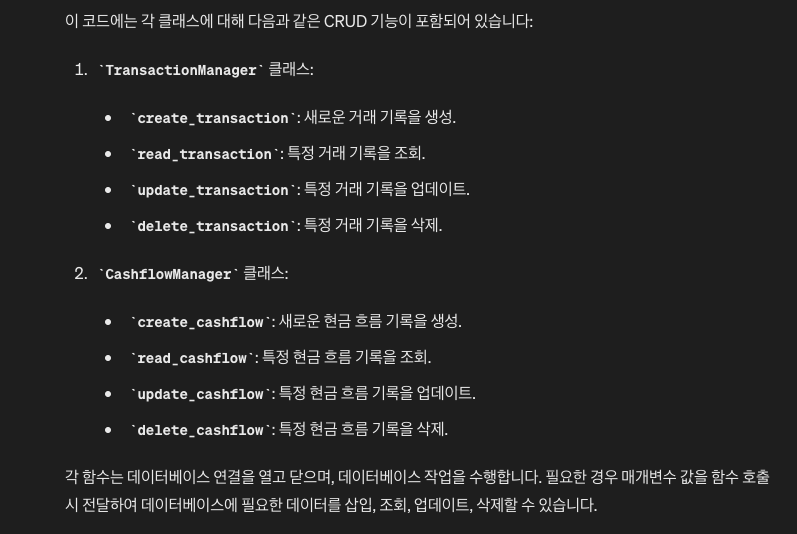 이 코드에는 각 클래스에 대해 다음과 같은 CRUD 기능이 포함되어 있습니다:
1. `TransactionManager` 클래스:
• `create_transaction`: 새로운 거래 기록을 생성.
• `read_transaction`: 특정 거래 기록을 조회.
• `update_transaction`: 특정 거래 기록을 업데이트.
• `delete_transaction`: 특정 거래 기록을 삭제.
2. `CashflowManager` 클래스:
• `create_cashflow`: 새로운 현금 흐름 기록을 생성.
• `read_cashflow`: 특정 현금 흐름 기록을 조회.
• `update_cashflow`: 특정 현금 흐름 기록을 업데이트.
• `delete_cashflow`: 특정 현금 흐름 기록을 삭제.
각 함수는 데이터베이스 연결을 열고 닫으며, 데이터베이스 작업을 수행합니다. 필요한 경우 매개변수 값을 함수 호출
시 전달하여 데이터베이스에 필요한 데이터를 삽입, 조회, 업데이트, 삭제할 수 있습니다.